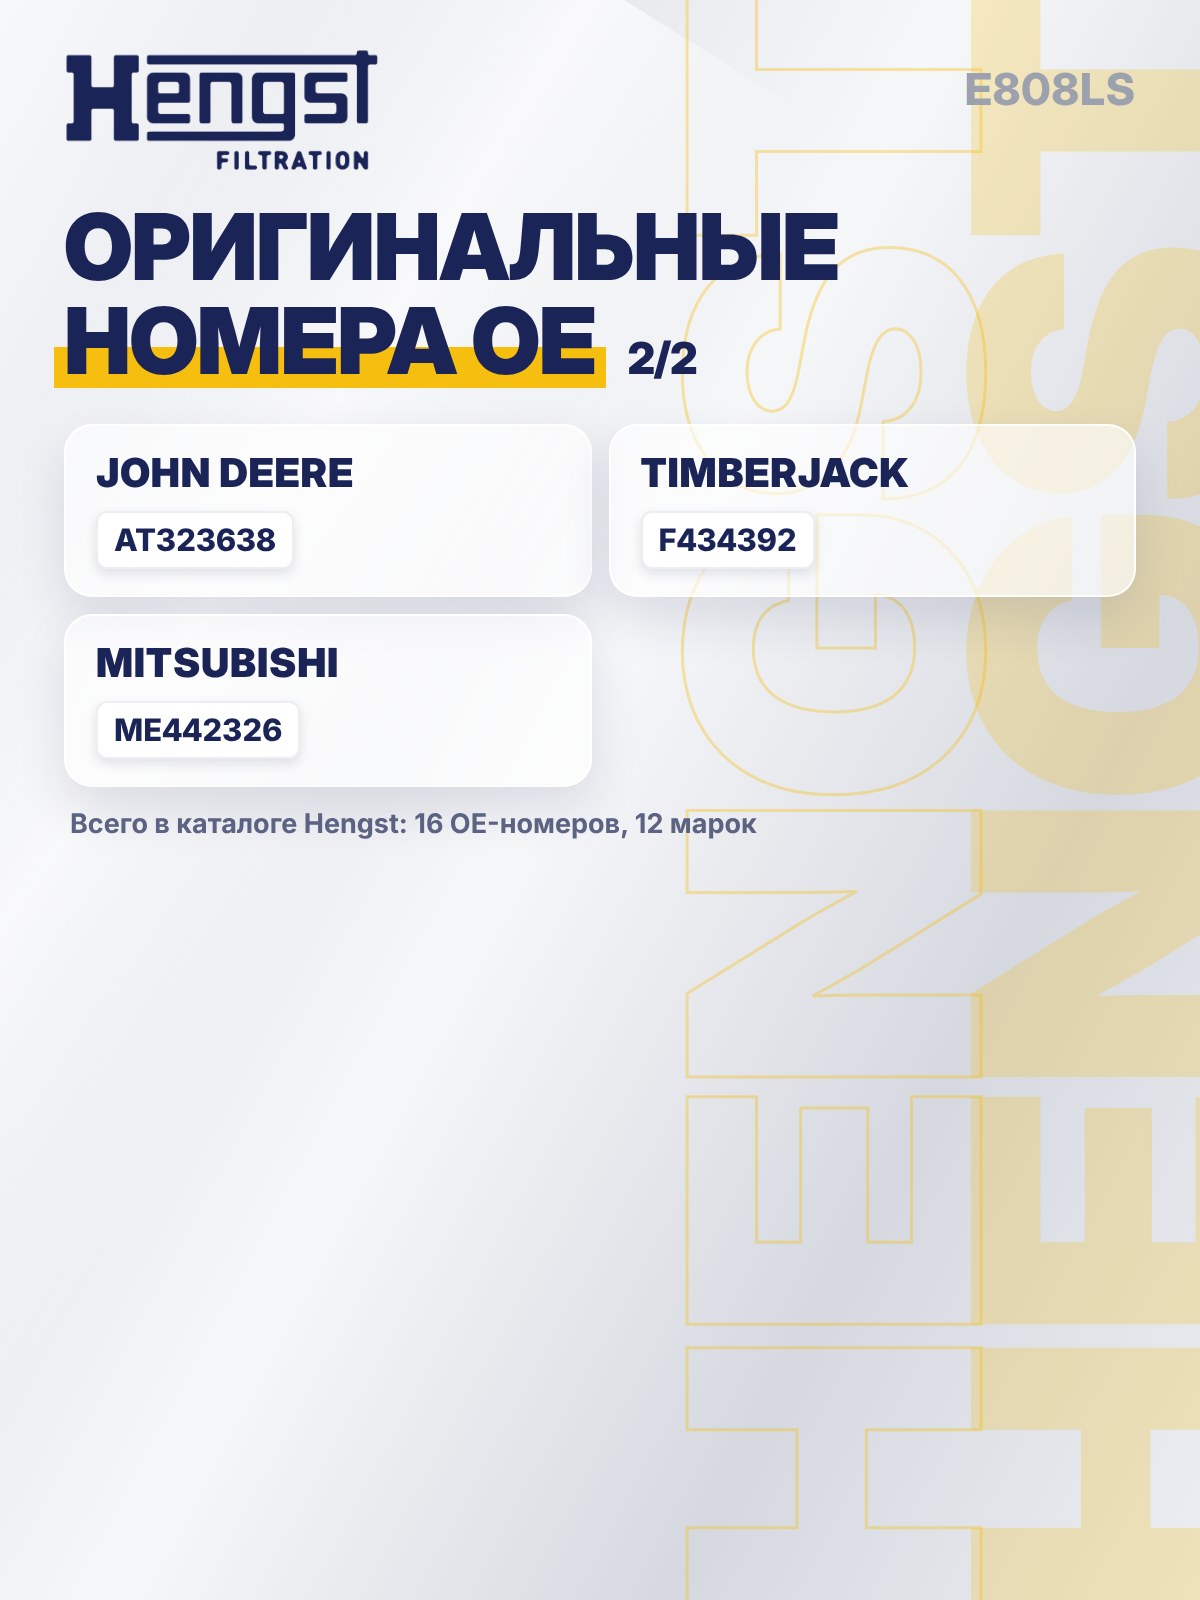 Hengst
FILTRATION
E808LS
ОРИГИНАЛЬНЫЕ
НОМЕРА OE 2/2
JOHN DEERE
AT323638
TIMBERJACK
F434392
MITSUBISHI
ME442326
Всего в каталоге Hengst: 16 OE-номеров, 12 марок
HENGST
HENGST